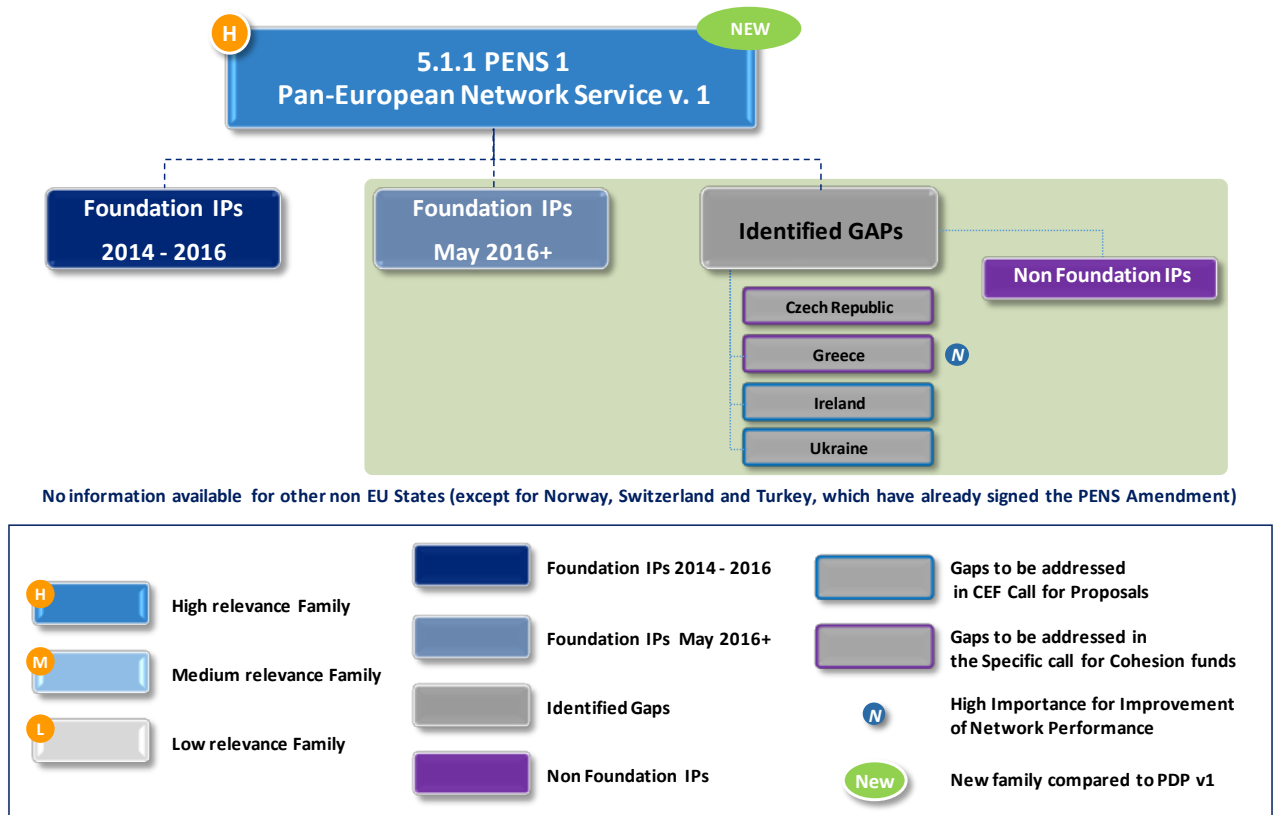 H
NEW
5.1.1 PENS 1
Pan-European Network Service v. 1
Foundation IPs
2014 - 2016
Foundation IPs
May 2016+
Identified GAPs
Non Foundation IPs
Czech Republic
Greece
N
Ireland
Ukraine
No information available for other non EU States (except for Norway, Switzerland and Turkey, which have already signed the PENS Amendment)
H
High relevance Family
M
Medium relevance Family
L
Low relevance Family
Foundation IPs 2014 - 2016
Foundation IPs May 2016+
Identified Gaps
Non Foundation IPs
Gaps to be addressed
in CEF Call for Proposals
Gaps to be addressed in
the Specific call for Cohesion funds
N
High Importance for Improvement
of Network Performance
New
New family compared to PDP v1